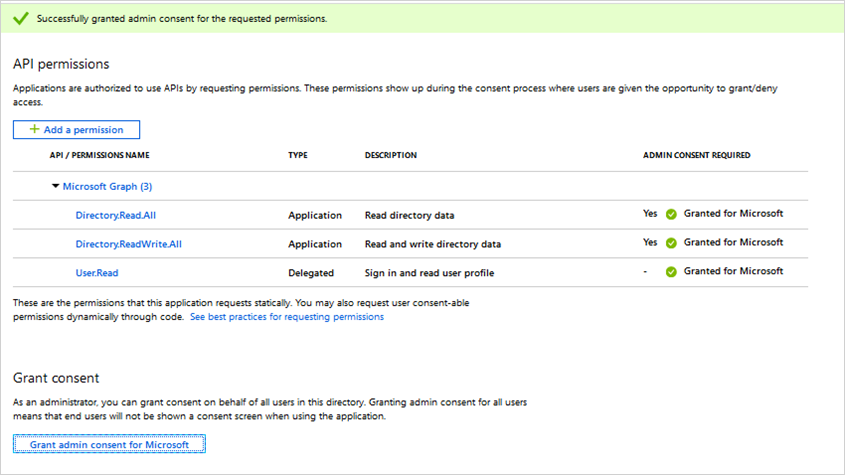 Successfully granted admin consent for the requested permissions.
API permissions
Applications are authorized to use APIs by requesting permissions. These permissions show up during the consent process where users are given the opportunity to grant/deny
access.
+ Add a permission
API / PERMISSIONS NAME TYPE DESCRIPTION ADMIN CONSENT REQUIRED
Microsoft Graph (3)
Directory.Read.All Application Read directory data Yes Granted for Microsoft
Directory.ReadWrite.All Application Read and write directory data Yes Granted for Microsoft
User.Read Delegated Sign in and read user profile - Granted for Microsoft
These are the permissions that this application requests statically. You may also request user consent-able
permissions dynamically through code. See best practices for requesting permissions
Grant consent
As an administrator, you can grant consent on behalf of all users in this directory. Granting admin consent for all users
means that end users will not be shown a consent screen when using the application.
Grant admin consent for Microsoft